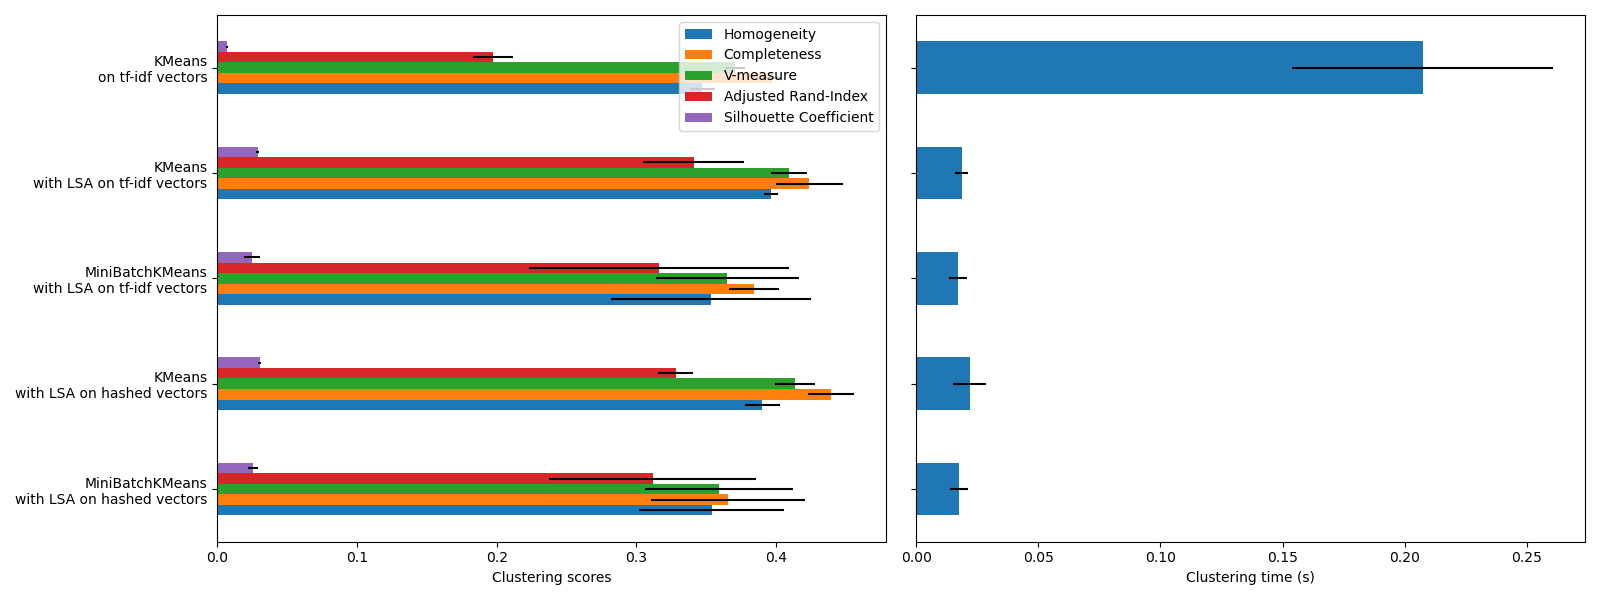 KMeans
on tf-idf vectors
KMeans
with LSA on tf-idf vectors
MiniBatchKMeans
with LSA on tf-idf vectors
KMeans
with LSA on hashed vectors
MiniBatchKMeans
with LSA on hashed vectors
Homogeneity
Completeness
V-measure
Adjusted Rand-Index
Silhouette Coefficient
0.0 0.1 0.2 0.3 0.4
Clustering scores
0.00 0.05 0.10 0.15 0.20 0.25
Clustering time (s)